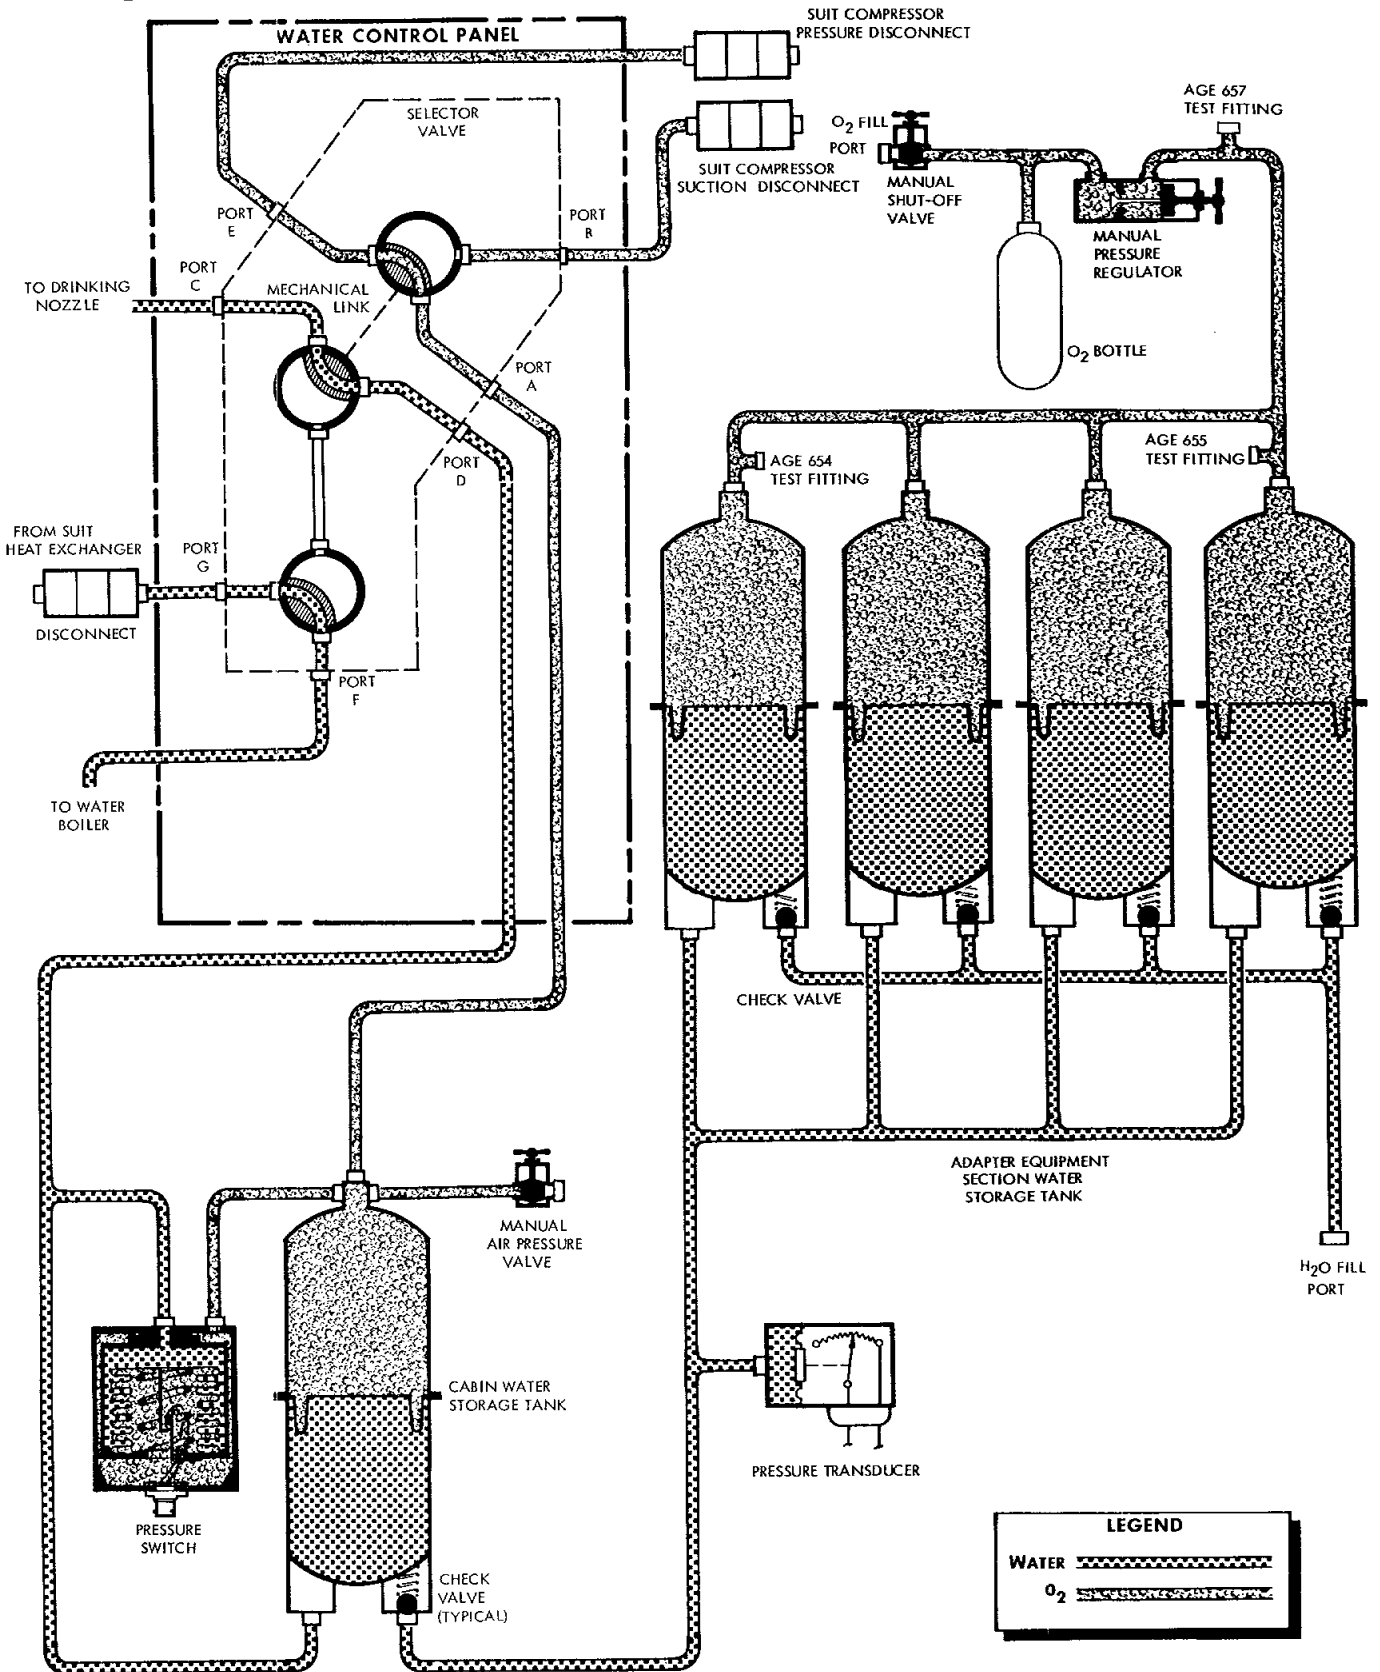 WATER CONTROL PANEL
SUIT COMPRESSOR
PRESSURE DISCONNECT
SELECTOR
VALVE
SUIT COMPRESSOR
SUCTION DISCONNECT
O2 FILL
PORT
MANUAL
SHUT-OFF
VALVE
AGE 657
TEST FITTING
MANUAL
PRESSURE
REGULATOR
O2 BOTTLE
PORT
E
PORT
B
PORT
C
TO DRINKING
NOZZLE
MECHANICAL
LINK
PORT
A
PORT
D
AGE 654
TEST FITTING
AGE 655
TEST FITTING
FROM SUIT
HEAT EXCHANGER
PORT
G
DISCONNECT
PORT
F
TO WATER
BOILER
CHECK VALVE
ADAPTER EQUIPMENT
SECTION WATER
STORAGE TANK
MANUAL
AIR PRESSURE
VALVE
H2O FILL
PORT
CABIN WATER
STORAGE TANK
PRESSURE TRANSDUCER
PRESSURE
SWITCH
CHECK
VALVE
(TYPICAL)
LEGEND
WATER
O2